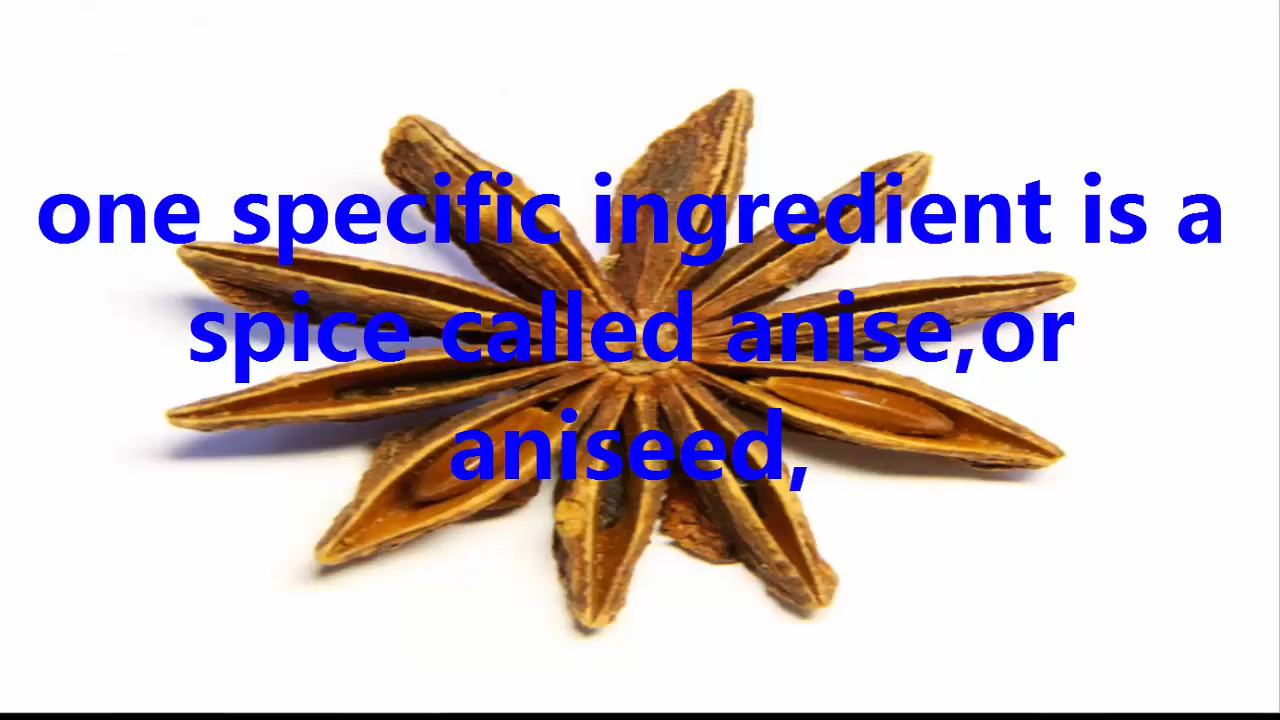 one specific ingredient is a
spice called anise,or
aniseed,